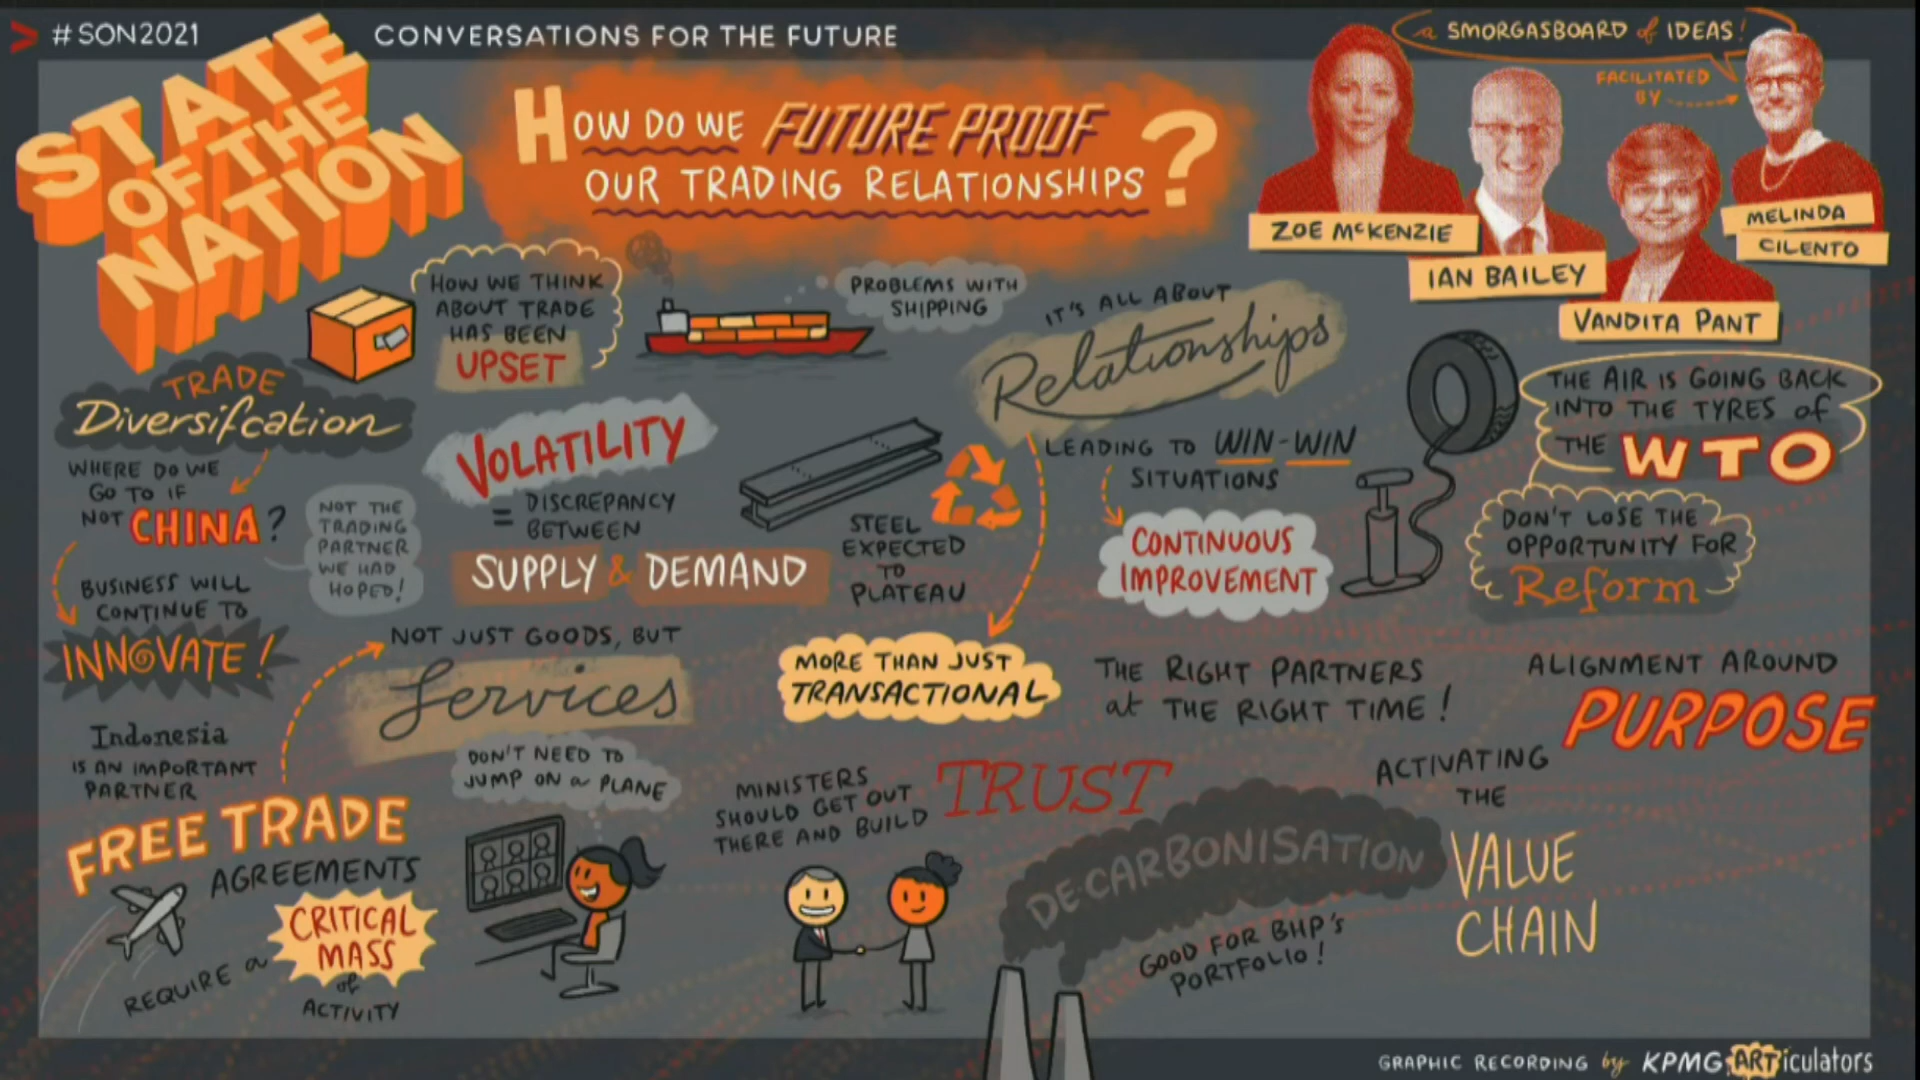 > #SON2021
CONVERSATIONS FOR THE FUTURE
STATE
OF THE
NATION
HOW DO WE FUTURE PROOF
OUR TRADING RELATIONSHIPS?
a SMORGASBOARD of IDEAS!
FACILITATED
BY
ZOE McKENZIE
IAN BAILEY
VANDITA PANT
MELINDA
CILENTO
HOW WE THINK
ABOUT TRADE
HAS BEEN
UPSET
PROBLEMS WITH
SHIPPING
IT'S ALL ABOUT
Relationships
TRADE
Diversifcation
WHERE DO WE
GO TO IF
NOT CHINA?
NOT THE
TRADING
PARTNER
WE HAD
HOPED!
BUSINESS WILL
CONTINUE TO
INNOVATE!
VOLATILITY
= DISCREPANCY
BETWEEN
SUPPLY & DEMAND
STEEL
EXPECTED
TO
PLATEAU
LEADING TO WIN-WIN
SITUATIONS
CONTINUOUS
IMPROVEMENT
THE AIR IS GOING BACK
INTO THE TYRES of
THE WTO
DON'T LOSE THE
OPPORTUNITY FOR
Reform
NOT JUST GOODS, BUT
Services
DON'T NEED TO
JUMP ON a PLANE
MORE THAN JUST
TRANSACTIONAL
THE RIGHT PARTNERS
at THE RIGHT TIME!
ALIGNMENT AROUND
PURPOSE
Indonesia
IS AN IMPORTANT
PARTNER
FREE TRADE
AGREEMENTS
REQUIRE a
CRITICAL
MASS
of
ACTIVITY
MINISTERS
SHOULD GET OUT
THERE AND BUILD
TRUST
DECARBONISATION
GOOD FOR BHP'S
PORTFOLIO!
ACTIVATING
THE
VALUE
CHAIN
GRAPHIC RECORDING by KPMG ARTiculators